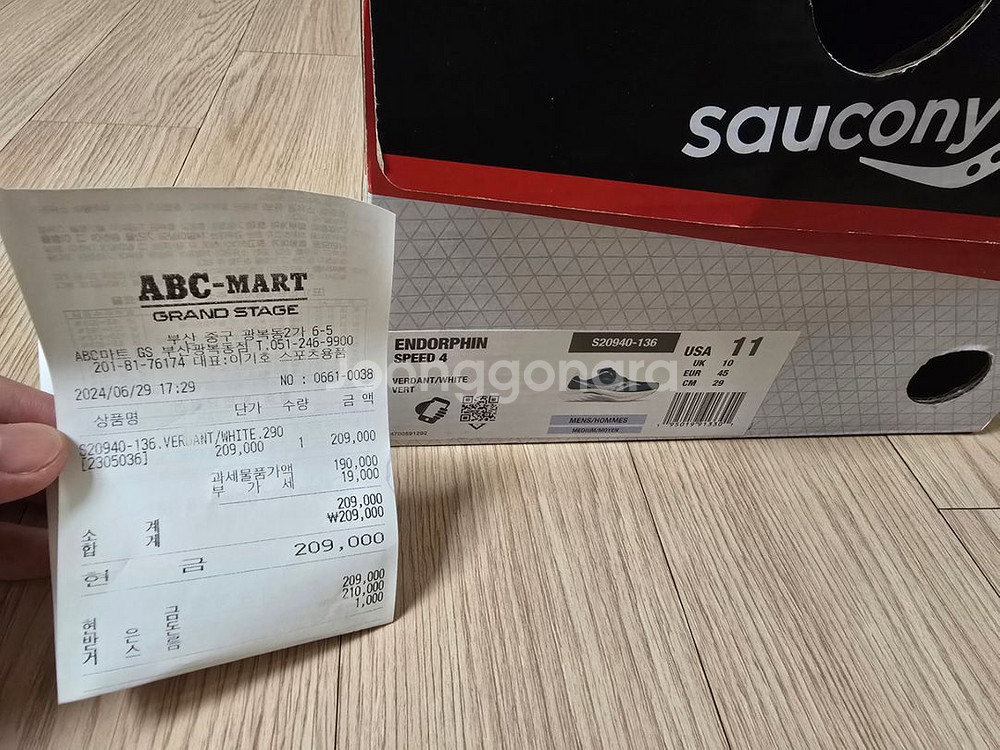 ABC-MART
GRAND STAGE
부산 중구 광복동2가 6-5
ABC마트 GS 부산광복동점 T.051-246-9900
201-81-76174 대표:이기호 스포츠용품
2024/06/29 17:29 NO : 0661-0038
상품명 단가 수량 금액
S20940-136.VERDANT/WHITE.290
[2305036] 209,000 1 209,000
과세물품가액 190,000
부 가 세 19,000
소 계 209,000
합 계 ₩209,000
현 금 209,000
현 금 209,000
받 은 돈 210,000
거 스 름 1,000
saucony
ENDORPHIN
SPEED 4
VERDANT/WHITE
VERT
S20940-136
MEN'S/HOMMES
MEDIUM/MOYEN
USA 11
UK 10
EUR 45
CM 29